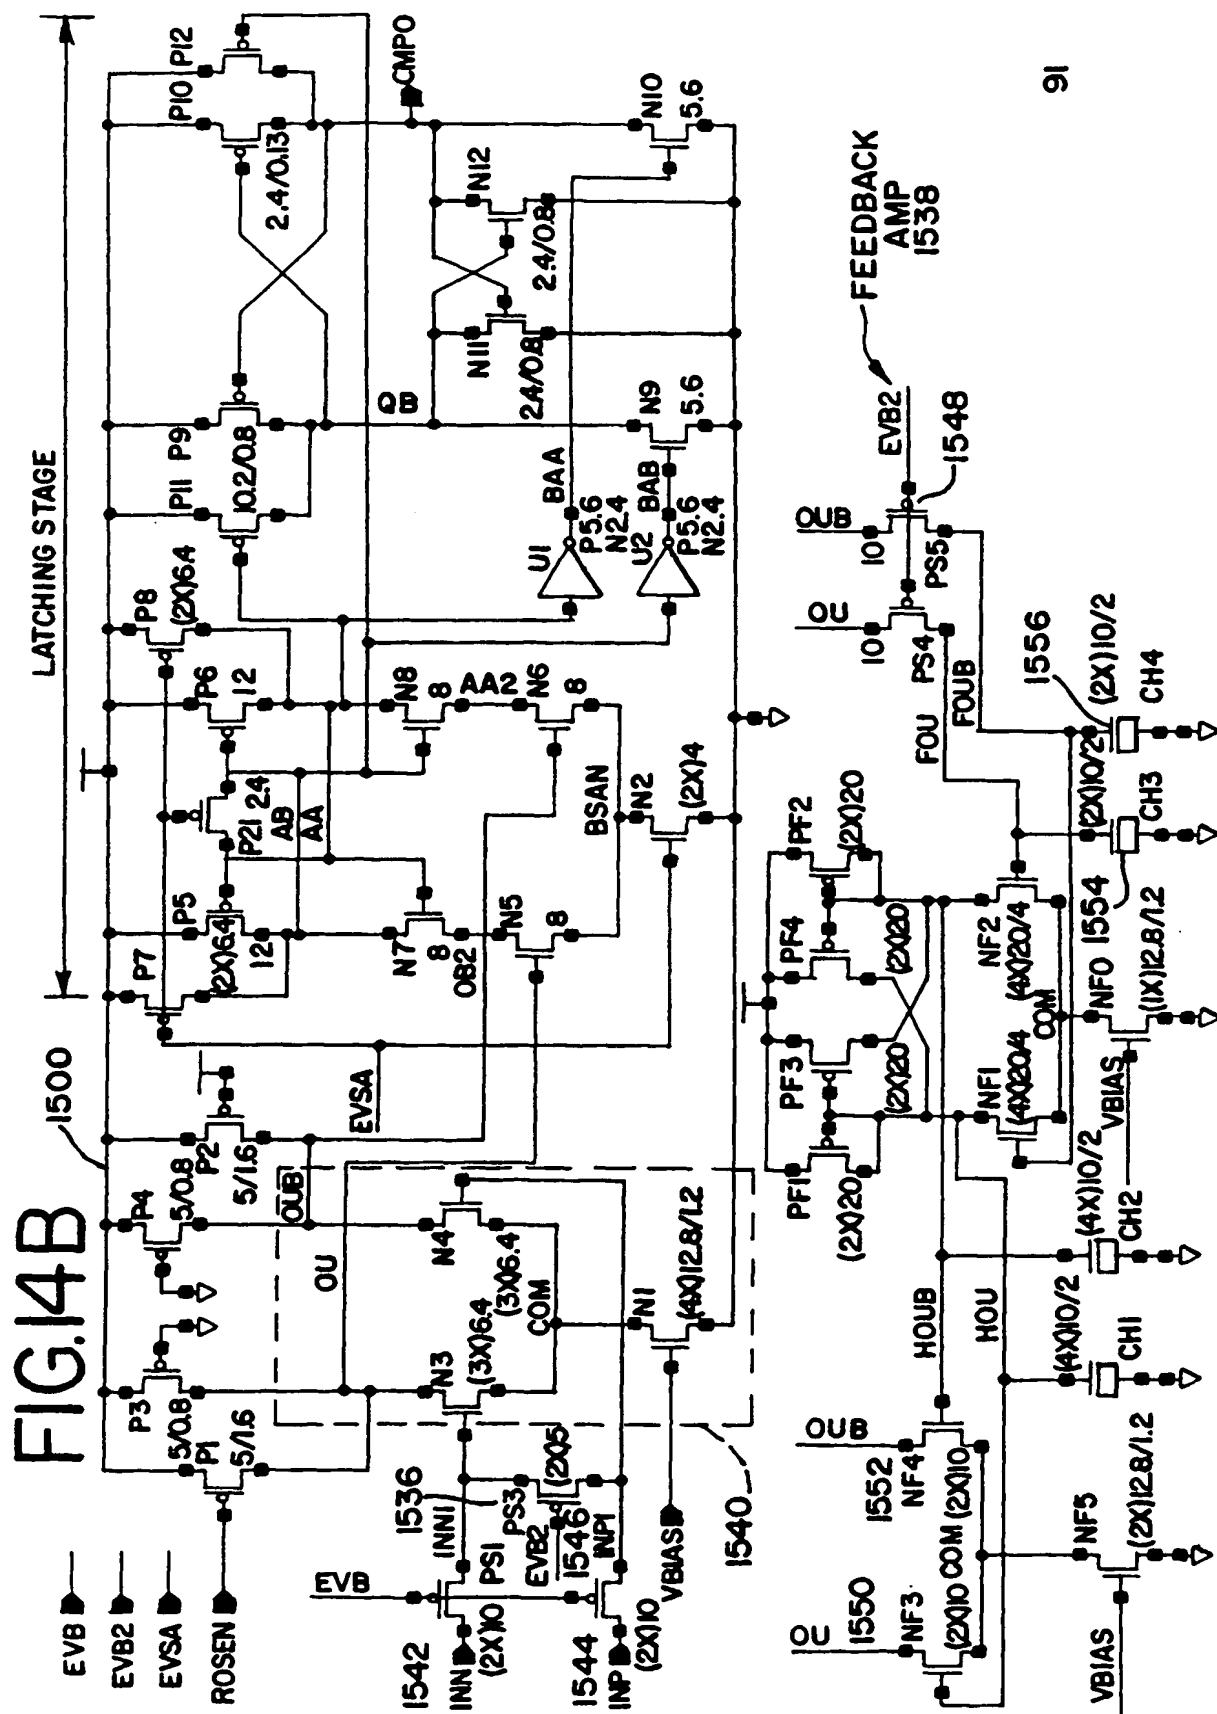 FIG.14B
1500
LATCHING STAGE
EVB
EVB2
EVSA
ROSEN
P3
5/0.8
P1
5/1.6
P4
5/0.8
P2
5/1.6
P7
(2X)6.4
P5
12
P21 2.4
P6
12
P8
(2X)6.4
P11 P9
10.2/0.8
P10 P12
2.4/0.13
AB
AA
QB
CMPO
OU
OUB
EVSA
N7
8
OB2
N5
8
N8
8
AA2
N6
8
BSAN
N2
(2X)4
U1
P5.6
N2.4
BAA
U2
P5.6
N2.4
BAB
N9
5.6
N11
2.4/0.8
N12
2.4/0.8
N10
5.6
1542
INN
(2X)10
EVB
PS1
INN1
1536
PS3
(2X)5
EVB2
1546
1544
INP
(2X)10
INP1
N3
(3X)6.4
N4
(3X)6.4
COM
N1
(4X)12.8/1.2
VBIAS
1540
OU
1550
NF3
(2X)10
COM
OUB
1552
NF4
(2X)10
NF5
(2X)12.8/1.2
VBIAS
HOUB
HOU
(4X)10/2
CH1
(4X)10/2
CH2
PF1
(2X)20
PF3
(2X)20
PF4
(2X)20
PF2
(2X)20
NF1
(4X)20/4
NF2
(4X)20/4
COM
NF0
(1X)12.8/1.2
VBIAS
1554
(2X)10/2
CH3
1556
(2X)10/2
CH4
FOU
FOUB
OU
10
PS4
OUB
10
PS5
1548
EVB2
FEEDBACK
AMP
1538
91